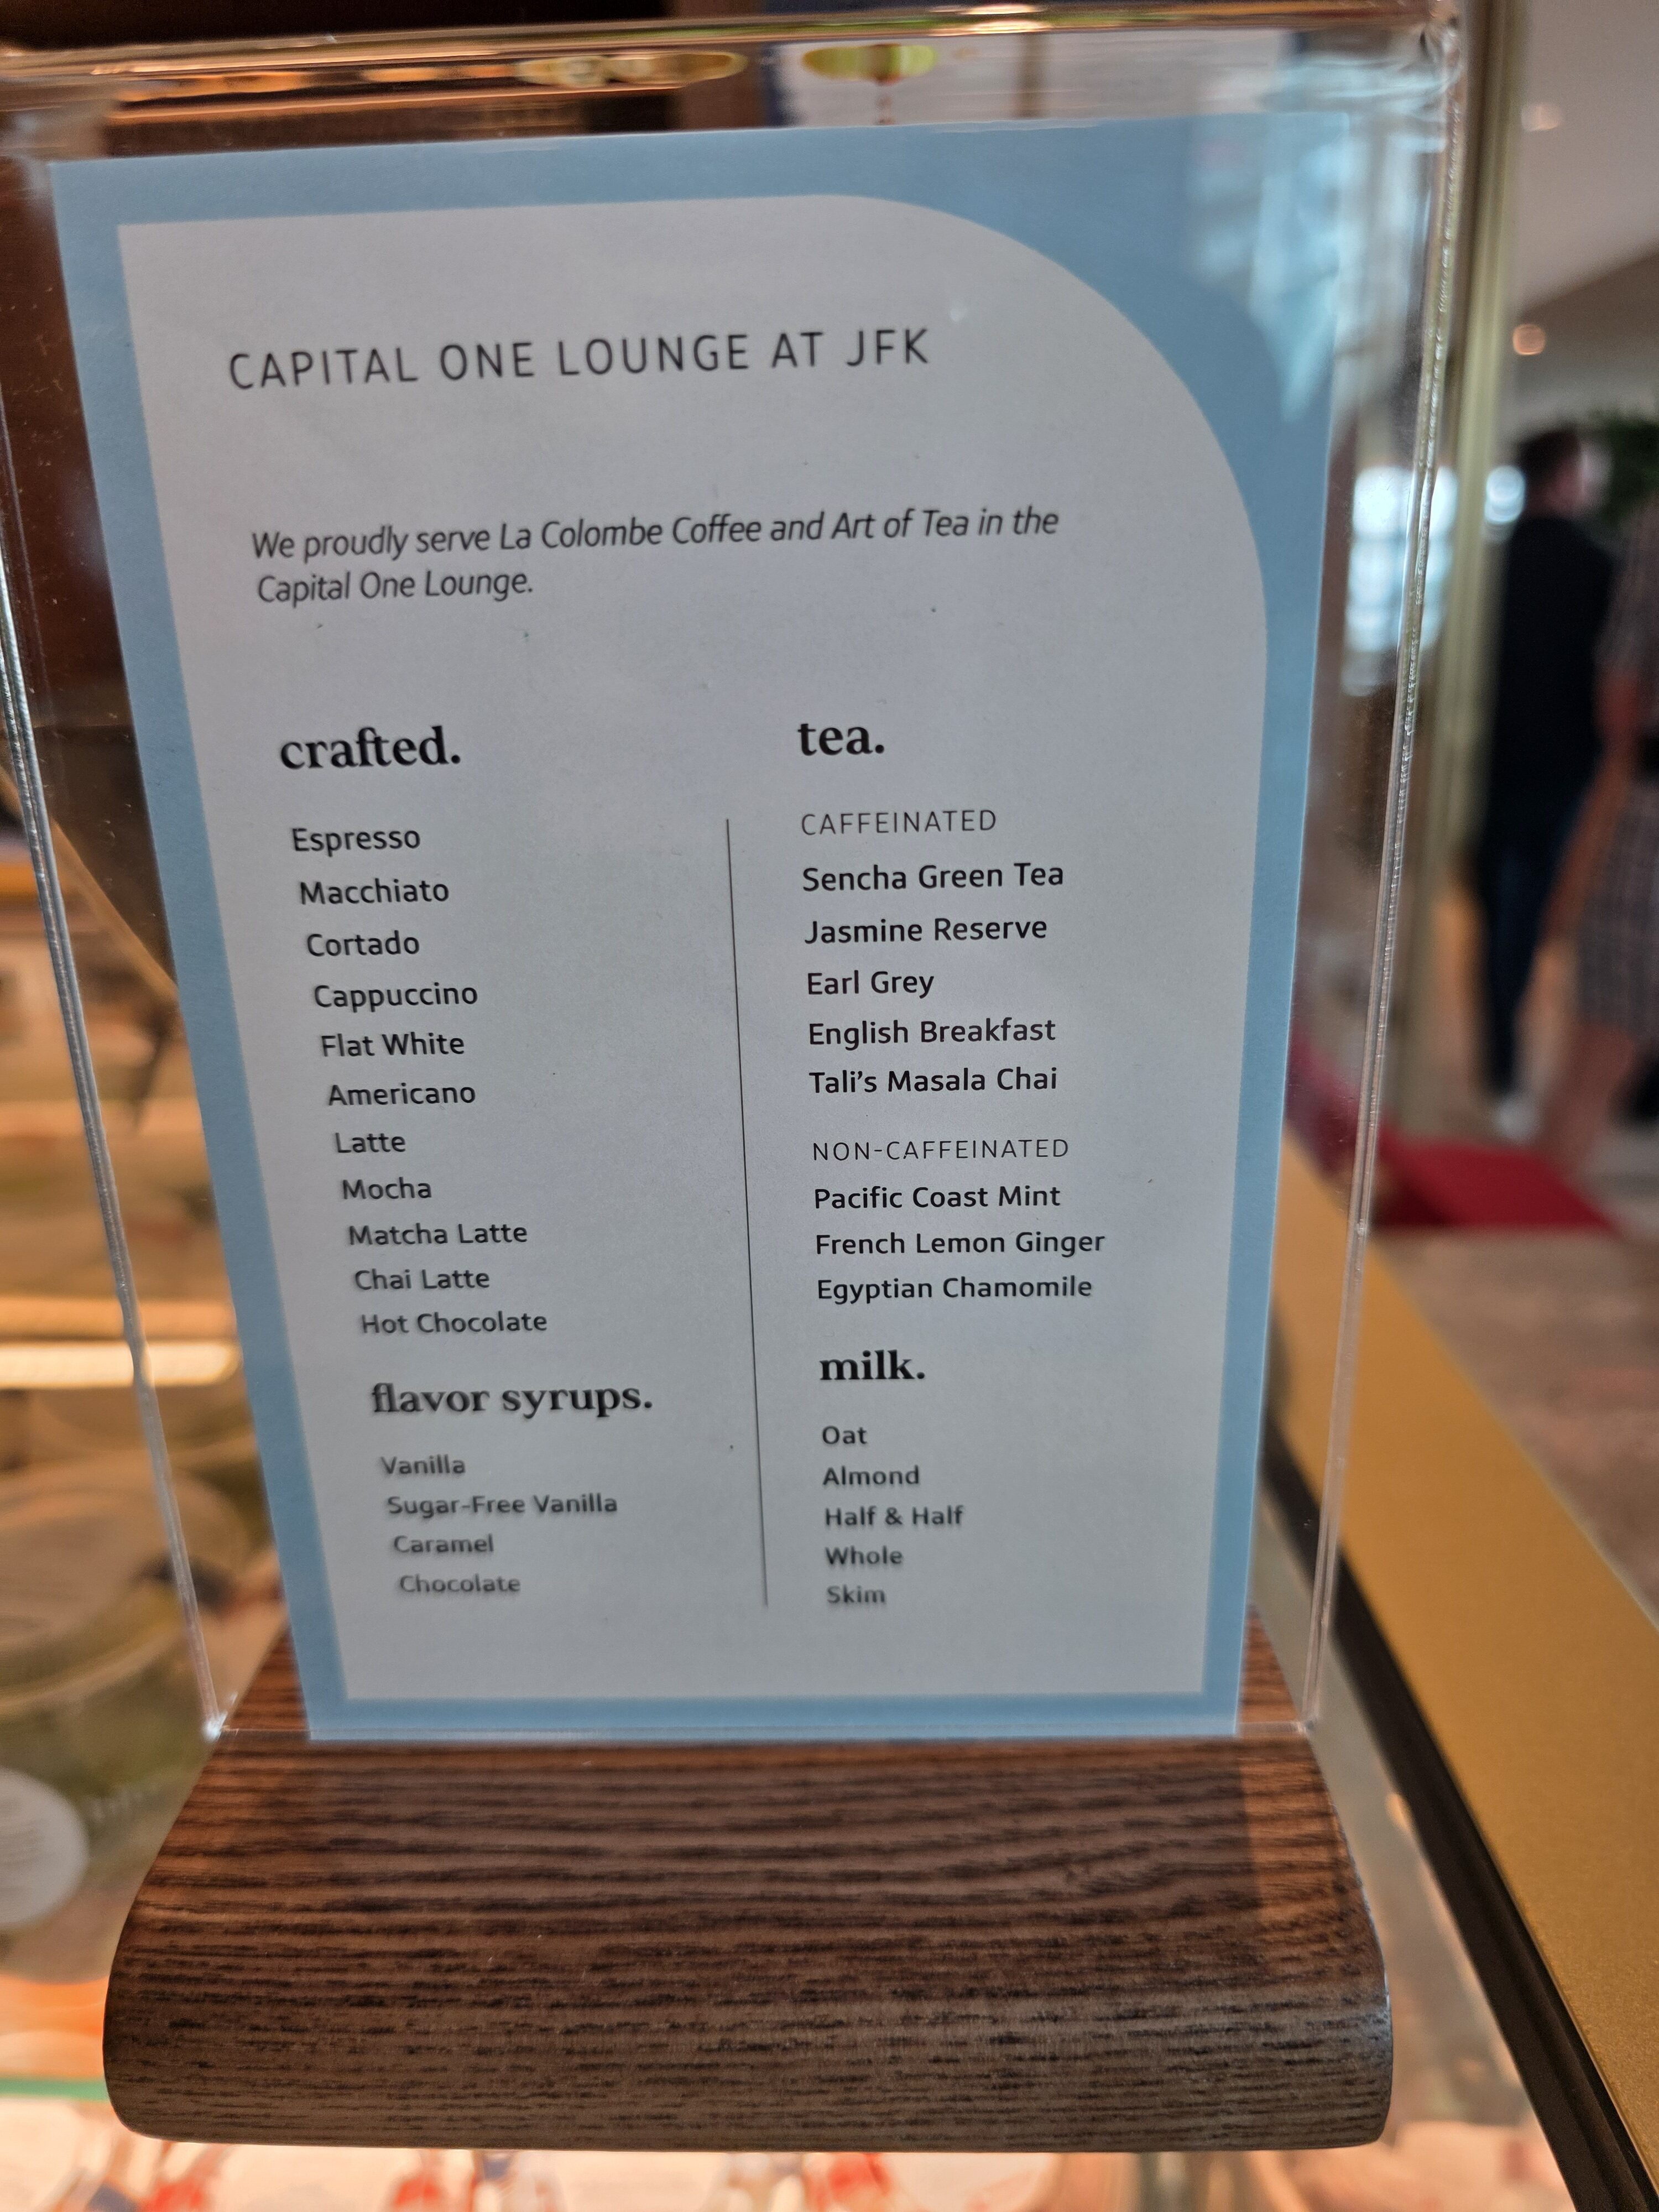 CAPITAL ONE LOUNGE AT JFK
We proudly serve La Colombe Coffee and Art of Tea in the
Capital One Lounge.
crafted.
Espresso
Macchiato
Cortado
Cappuccino
Flat White
Americano
Latte
Mocha
Matcha Latte
Chai Latte
Hot Chocolate
flavor syrups.
Vanilla
Sugar-Free Vanilla
Caramel
Chocolate
tea.
CAFFEINATED
Sencha Green Tea
Jasmine Reserve
Earl Grey
English Breakfast
Tali's Masala Chai
NON-CAFFEINATED
Pacific Coast Mint
French Lemon Ginger
Egyptian Chamomile
milk.
Oat
Almond
Half & Half
Whole
Skim